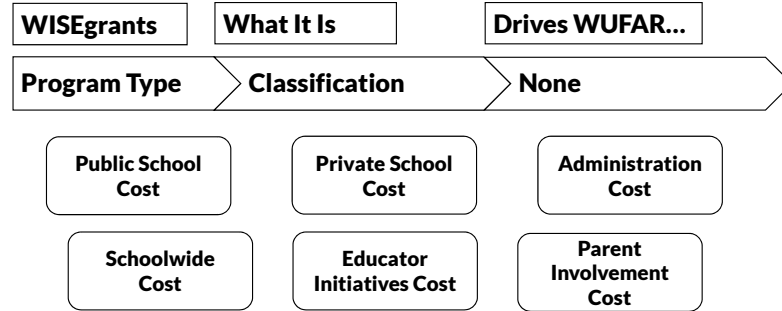 WISEgrants
What It Is
Drives WUFAR...
Program Type
Classification
None
Public School
Cost
Private School
Cost
Administration
Cost
Schoolwide
Cost
Educator
Initiatives Cost
Parent
Involvement
Cost